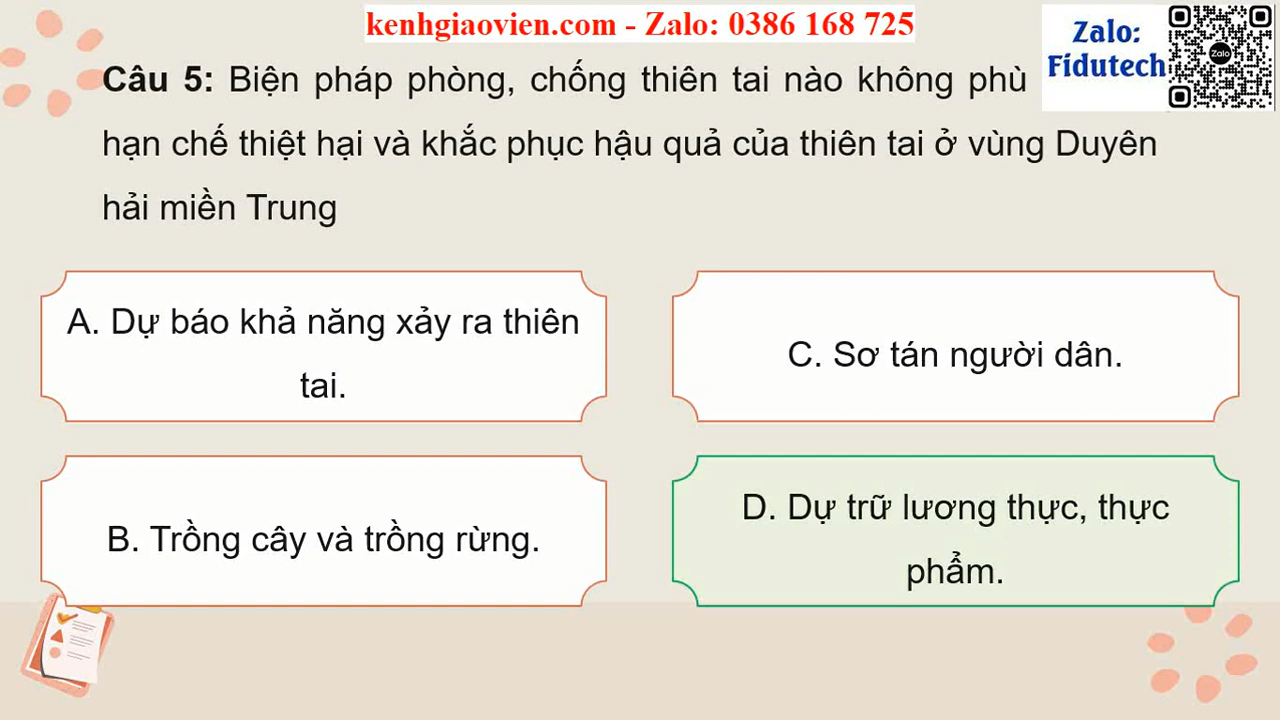 kenhgiaovien.com - Zalo: 0386 168 725
Zalo:
Fidutech
Zalo
Câu 5: Biện pháp phòng, chống thiên tai nào không phù
hạn chế thiệt hại và khắc phục hậu quả của thiên tai ở vùng Duyên
hải miền Trung
A. Dự báo khả năng xảy ra thiên
tai.
C. Sơ tán người dân.
B. Trồng cây và trồng rừng.
D. Dự trữ lương thực, thực
phẩm.